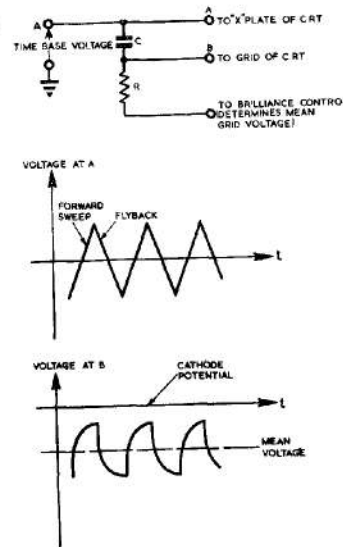 A
A
TO "X" PLATE OF CRT
TIME BASE VOLTAGE
C
B
TO GRID OF CRT
R
TO BRILLIANCE CONTRO
(DETERMINES MEAN
GRID VOLTAGE)
VOLTAGE AT A
FORWARD
SWEEP
FLYBACK
t
VOLTAGE AT B
CATHODE
POTENTIAL
t
MEAN
VOLTAGE